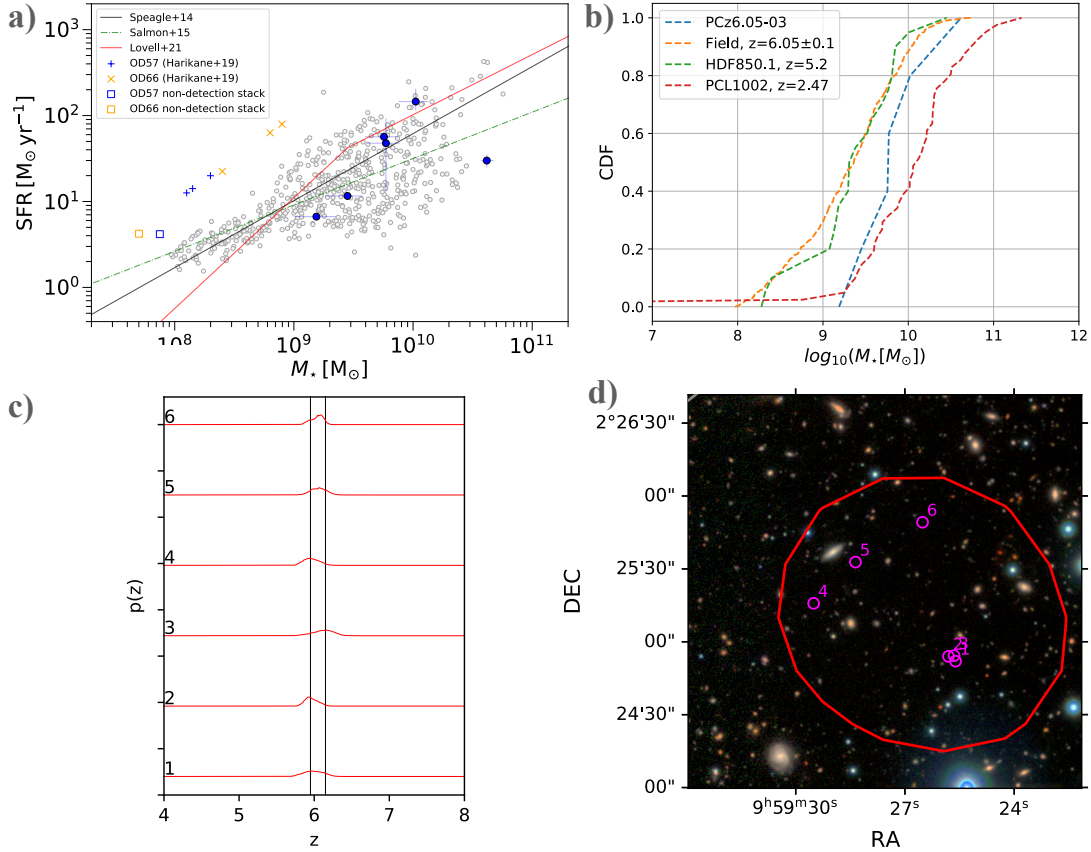 a)
Speagle+14
Salmon+15
Lovell+21
OD57 (Harikane+19)
OD66 (Harikane+19)
OD57 non-detection stack
OD66 non-detection stack
10³
10²
10¹
10⁰
SFR [M⊙ yr⁻¹]
10⁸ 10⁹ 10¹⁰ 10¹¹
M⋆ [M⊙]
b)
PCz6.05-03
Field, z=6.05±0.1
HDF850.1, z=5.2
PCL1002, z=2.47
1.0
0.8
0.6
0.4
0.2
0.0
CDF
7 8 9 10 11 12
log₁₀(M⋆[M⊙])
c)
6
5
4
3
2
1
p(z)
4 5 6 7 8
z
d)
2°26'30"
00"
25'30"
00"
24'30"
00"
DEC
6
5
4
2
3
1
9ʰ59ᵐ30ˢ 27ˢ 24ˢ
RA